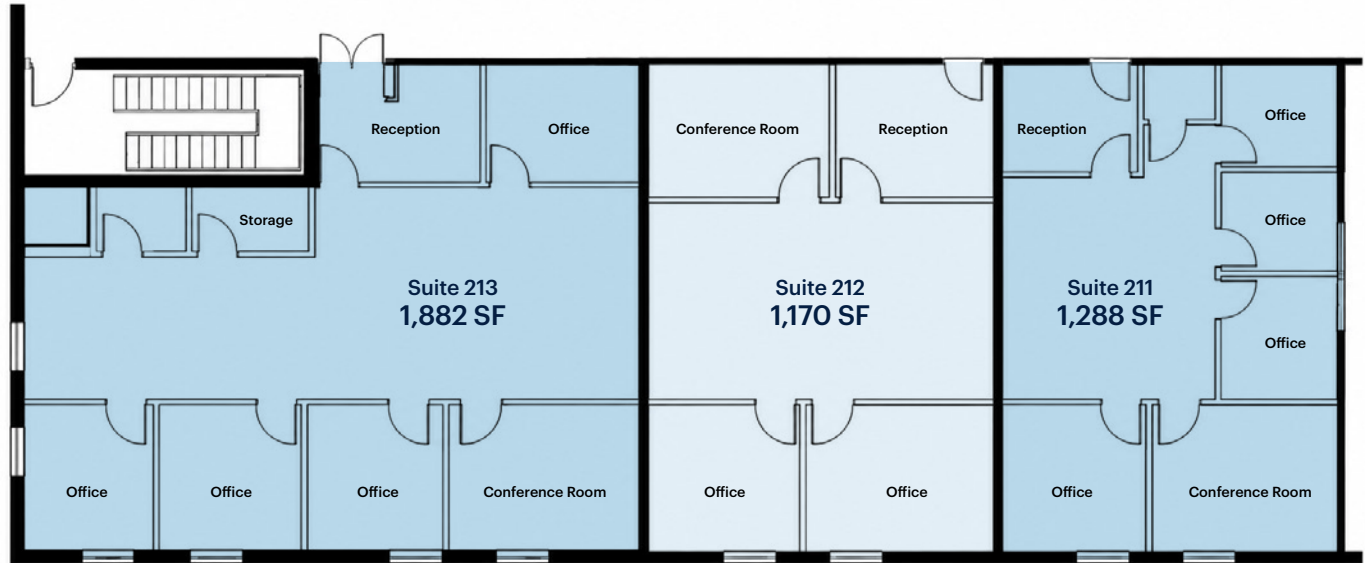 Reception
Office
Conference Room
Reception
Reception
Office
Storage
Office
Suite 213
1,882 SF
Suite 212
1,170 SF
Suite 211
1,288 SF
Office
Office
Office
Office
Conference Room
Office
Office
Office
Conference Room